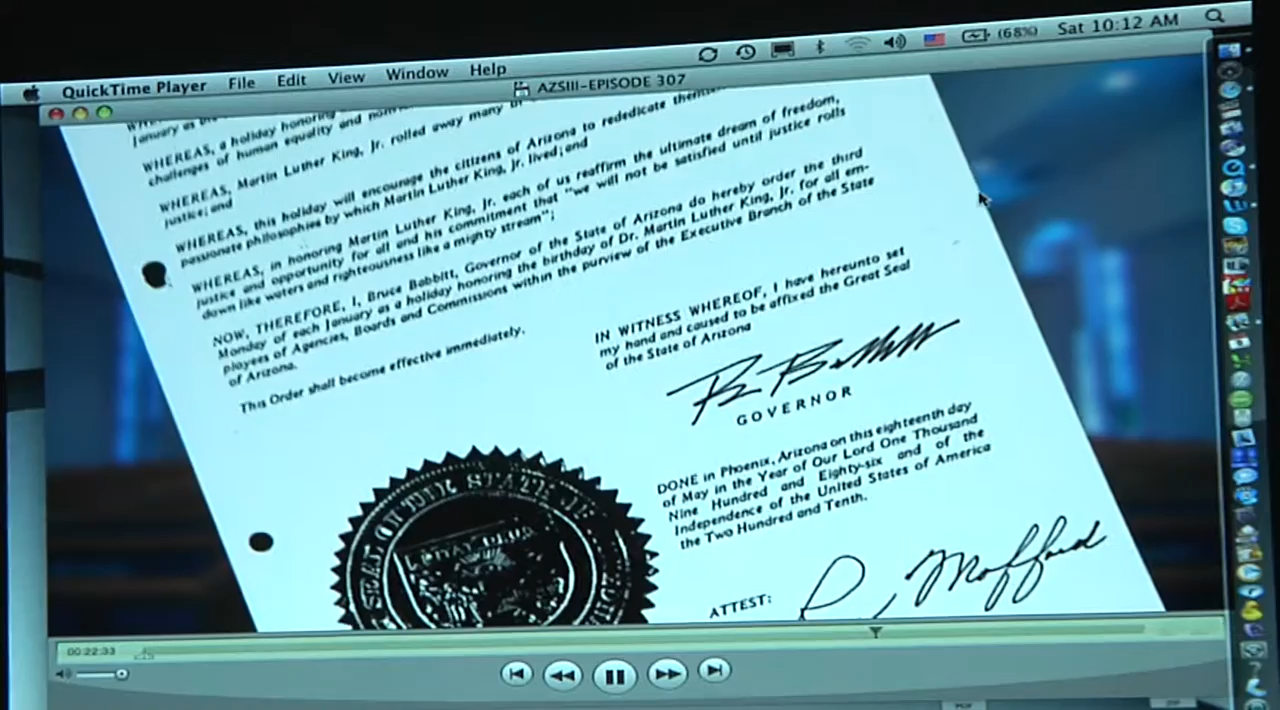 QuickTime Player File Edit View Window Help (68%) Sat 10:12 AM
AZSIII-EPISODE 307
January as
WHEREAS, a holiday honoring
challenges of human equality and
WHEREAS, Martin Luther King, Jr. rolled away many
justice; and
WHEREAS, this holiday will encourage the citizens of Arizona to rededicate
passionate philosophies by which Martin Luther King, Jr. lived; and
WHEREAS, in honoring Martin Luther King, Jr. each of us reaffirm the ultimate dream of freedom,
justice and opportunity for all and his commitment that "we will not be satisfied until justice rolls
down like waters and righteousness like a mighty stream";
NOW, THEREFORE, I, Bruce Babbitt, Governor of the State of Arizona do hereby order the third
Monday of each January as a holiday honoring the birthday of Dr. Martin Luther King, Jr. for all em-
ployees of Agencies, Boards and Commissions within the purview of the Executive Branch of the State
of Arizona.
This Order shall become effective immediately.
IN WITNESS WHEREOF, I have hereunto set
my hand and caused to be affixed the Great Seal
of the State of Arizona
GOVERNOR
DONE in Phoenix, Arizona on this eighteenth day
of May in the Year of Our Lord One Thousand
Nine Hundred and Eighty-six and of the
Independence of the United States of America
the Two Hundred and Tenth.
ATTEST:
Mofford
SEAL OF THE STATE
00:22:33